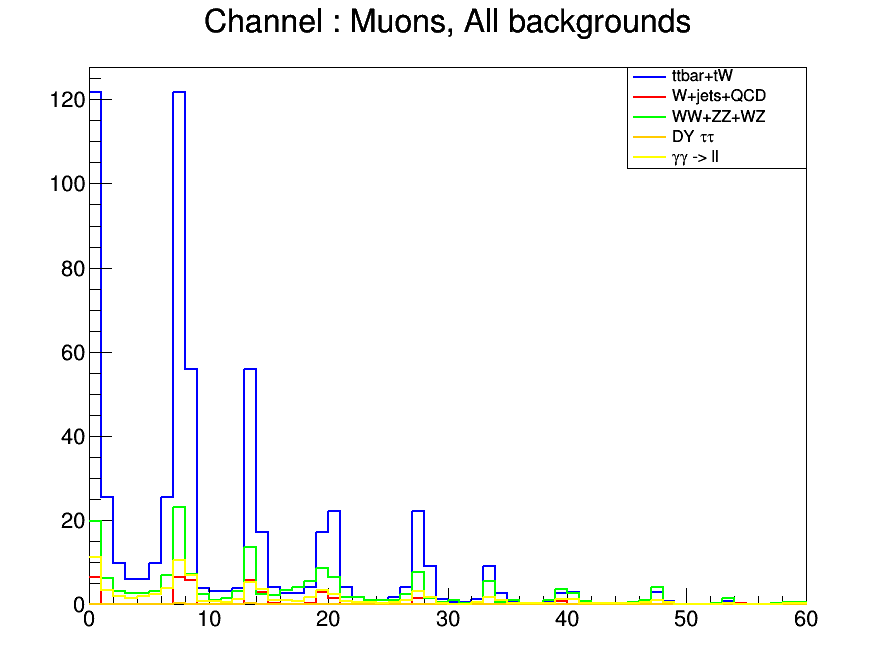 Channel : Muons, All backgrounds
ttbar+tW
W+jets+QCD
WW+ZZ+WZ
DY ττ
γγ -> ll
120
100
80
60
40
20
0
0 10 20 30 40 50 60